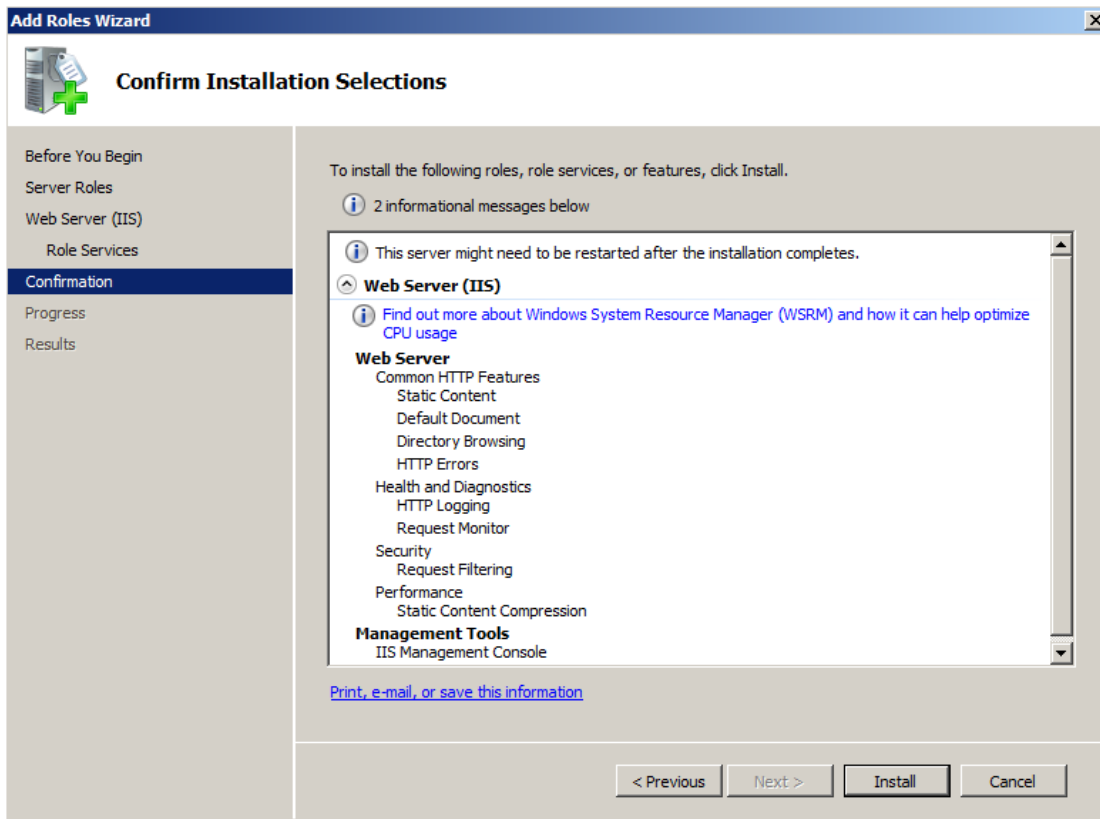 Add Roles Wizard
Confirm Installation Selections
Before You Begin
Server Roles
Web Server (IIS)
Role Services
Confirmation
Progress
Results
To install the following roles, role services, or features, click Install.
2 informational messages below
This server might need to be restarted after the installation completes.
Web Server (IIS)
Find out more about Windows System Resource Manager (WSRM) and how it can help optimize
CPU usage
Web Server
Common HTTP Features
Static Content
Default Document
Directory Browsing
HTTP Errors
Health and Diagnostics
HTTP Logging
Request Monitor
Security
Request Filtering
Performance
Static Content Compression
Management Tools
IIS Management Console
Print, e-mail, or save this information
< Previous
Next >
Install
Cancel